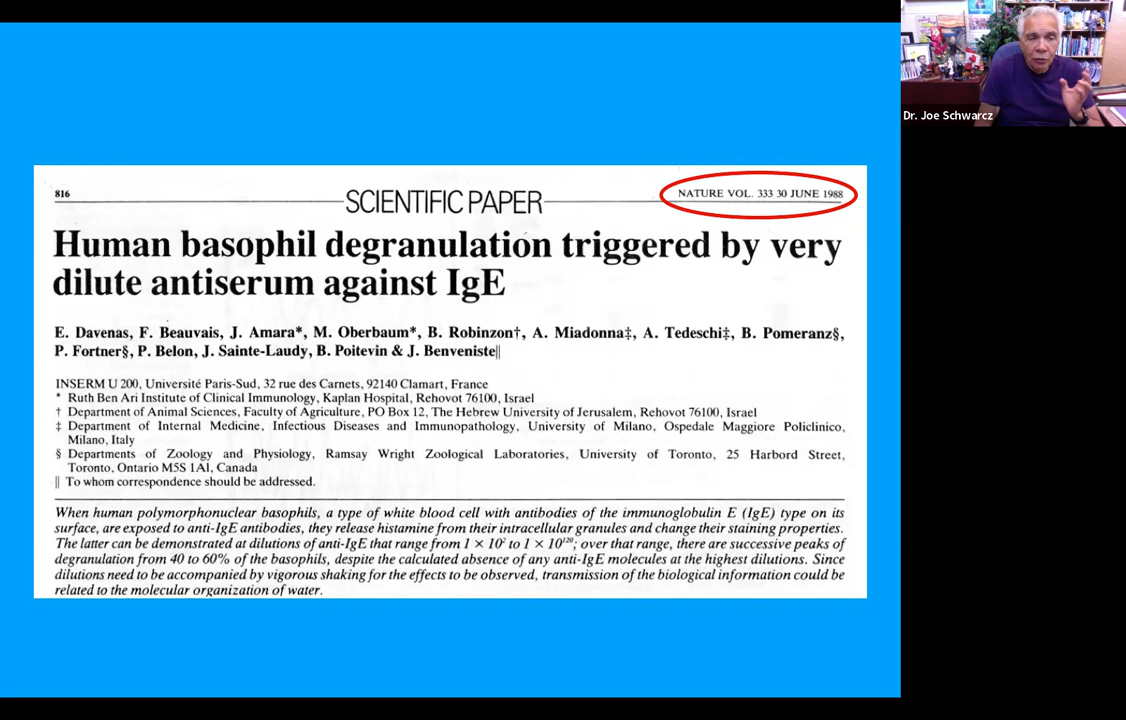 Dr. Joe Schwarcz
816
SCIENTIFIC PAPER
NATURE VOL. 333 30 JUNE 1988
Human basophil degranulation triggered by very
dilute antiserum against IgE
E. Davenas, F. Beauvais, J. Amara*, M. Oberbaum*, B. Robinzon†, A. Miadonna‡, A. Tedeschi‡, B. Pomeranz§,
P. Fortner§, P. Belon, J. Sainte-Laudy, B. Poitevin & J. Benveniste‖
INSERM U 200, Université Paris-Sud, 32 rue des Carnets, 92140 Clamart, France
* Ruth Ben Ari Institute of Clinical Immunology, Kaplan Hospital, Rehovot 76100, Israel
† Department of Animal Sciences, Faculty of Agriculture, PO Box 12, The Hebrew University of Jerusalem, Rehovot 76100, Israel
‡ Department of Internal Medicine, Infectious Diseases and Immunopathology, University of Milano, Ospedale Maggiore Policlinico,
Milano, Italy
§ Departments of Zoology and Physiology, Ramsay Wright Zoological Laboratories, University of Toronto, 25 Harbord Street,
Toronto, Ontario M5S 1A1, Canada
‖ To whom correspondence should be addressed.
When human polymorphonuclear basophils, a type of white blood cell with antibodies of the immunoglobulin E (IgE) type on its
surface, are exposed to anti-IgE antibodies, they release histamine from their intracellular granules and change their staining properties.
The latter can be demonstrated at dilutions of anti-IgE that range from 1 × 10² to 1 × 10¹²⁰; over that range, there are successive peaks of
degranulation from 40 to 60% of the basophils, despite the calculated absence of any anti-IgE molecules at the highest dilutions. Since
dilutions need to be accompanied by vigorous shaking for the effects to be observed, transmission of the biological information could be
related to the molecular organization of water.